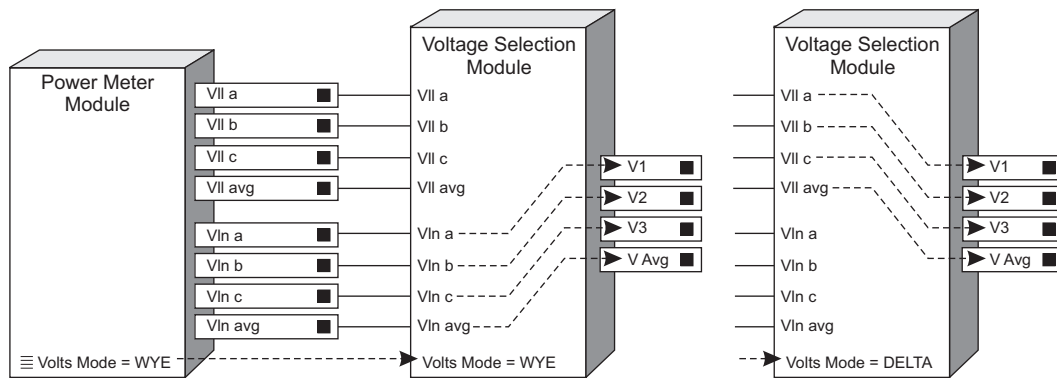 Power Meter
Module
Vll a
Vll b
Vll c
Vll avg
Vln a
Vln b
Vln c
Vln avg
Volts Mode = WYE
Voltage Selection
Module
Vll a
Vll b
Vll c
Vll avg
Vln a
Vln b
Vln c
Vln avg
Volts Mode = WYE
V1
V2
V3
V Avg
Voltage Selection
Module
Vll a
Vll b
Vll c
Vll avg
Vln a
Vln b
Vln c
Vln avg
Volts Mode = DELTA
V1
V2
V3
V Avg